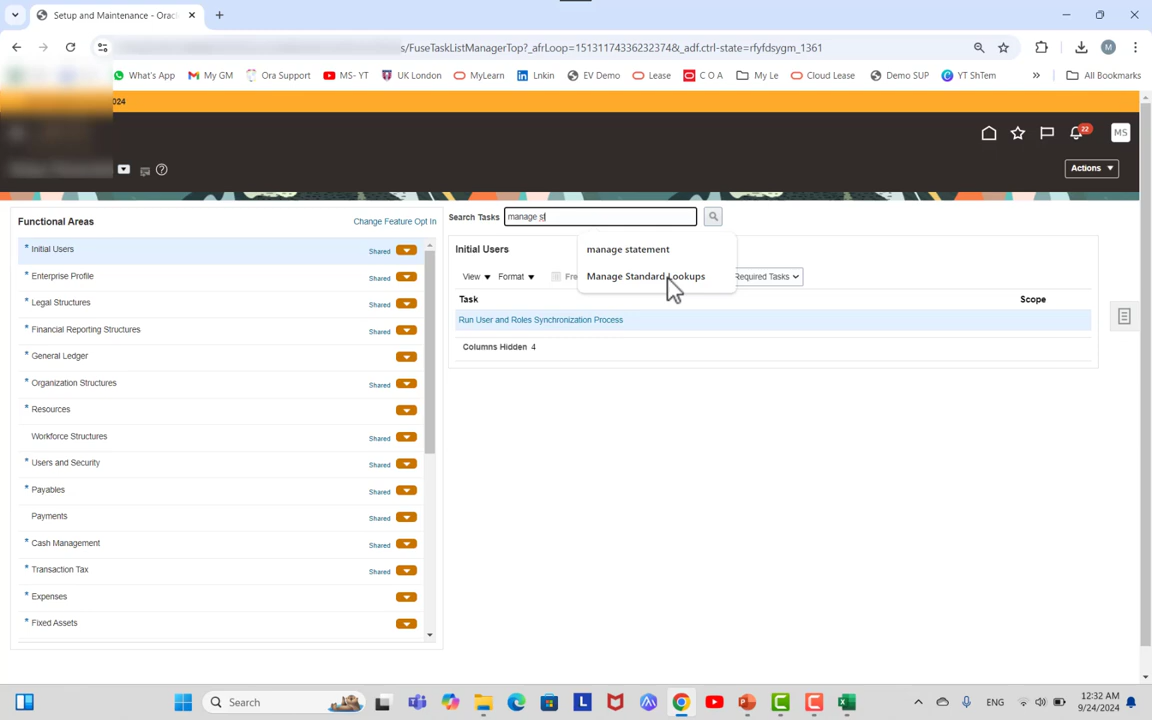 Setup and Maintenance - Orac
s/FuseTaskListManagerTop?_afrLoop=15131174336232374&_adf.ctrl-state=rfyfdsygm_1361
M
What's App
My GM
Ora Support
MS- YT
UK London
MyLearn
Lnkin
EV Demo
Lease
C O A
My Le
Cloud Lease
Demo SUP
YT ShTem
All Bookmarks
2024
22
MS
Actions
Functional Areas
Change Feature Opt In
Search Tasks
manage st
manage statement
Manage Standard Lookups
Initial Users
Shared
Enterprise Profile
Shared
Legal Structures
Shared
Financial Reporting Structures
Shared
General Ledger
Organization Structures
Shared
Resources
Workforce Structures
Shared
Users and Security
Shared
Payables
Shared
Payments
Shared
Cash Management
Shared
Transaction Tax
Shared
Expenses
Fixed Assets
Initial Users
View
Format
Fre
Required Tasks
Task
Scope
Run User and Roles Synchronization Process
Columns Hidden 4
Search
ENG
12:32 AM
9/24/2024